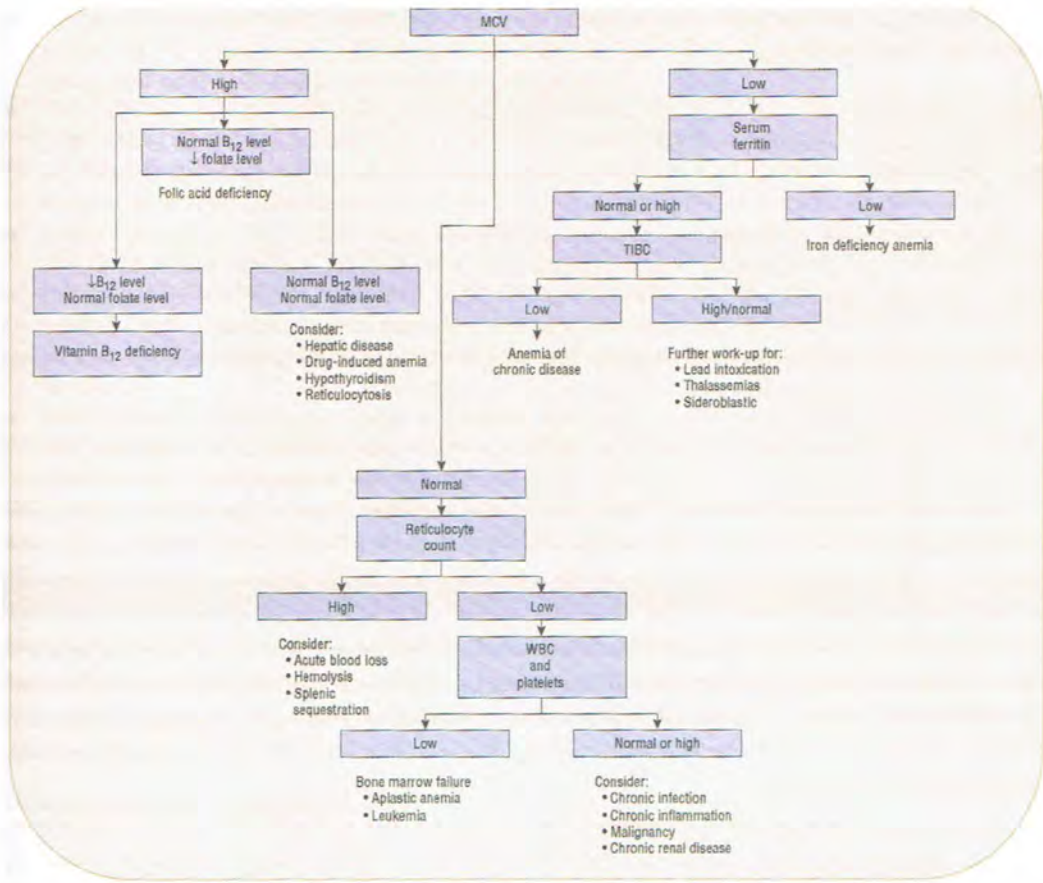 MCV
High
Low
Normal B12 level
↓ folate level
Folic acid deficiency
Serum
ferritin
Normal or high
Low
Iron deficiency anemia
TIBC
↓B12 level
Normal folate level
Vitamin B12 deficiency
Normal B12 level
Normal folate level
Consider:
• Hepatic disease
• Drug-induced anemia
• Hypothyroidism
• Reticulocytosis
Low
Anemia of
chronic disease
High/normal
Further work-up for:
• Lead intoxication
• Thalassemias
• Sideroblastic
Normal
Reticulocyte
count
High
Consider:
• Acute blood loss
• Hemolysis
• Splenic
sequestration
Low
WBC
and
platelets
Low
Bone marrow failure
• Aplastic anemia
• Leukemia
Normal or high
Consider:
• Chronic infection
• Chronic inflammation
• Malignancy
• Chronic renal disease